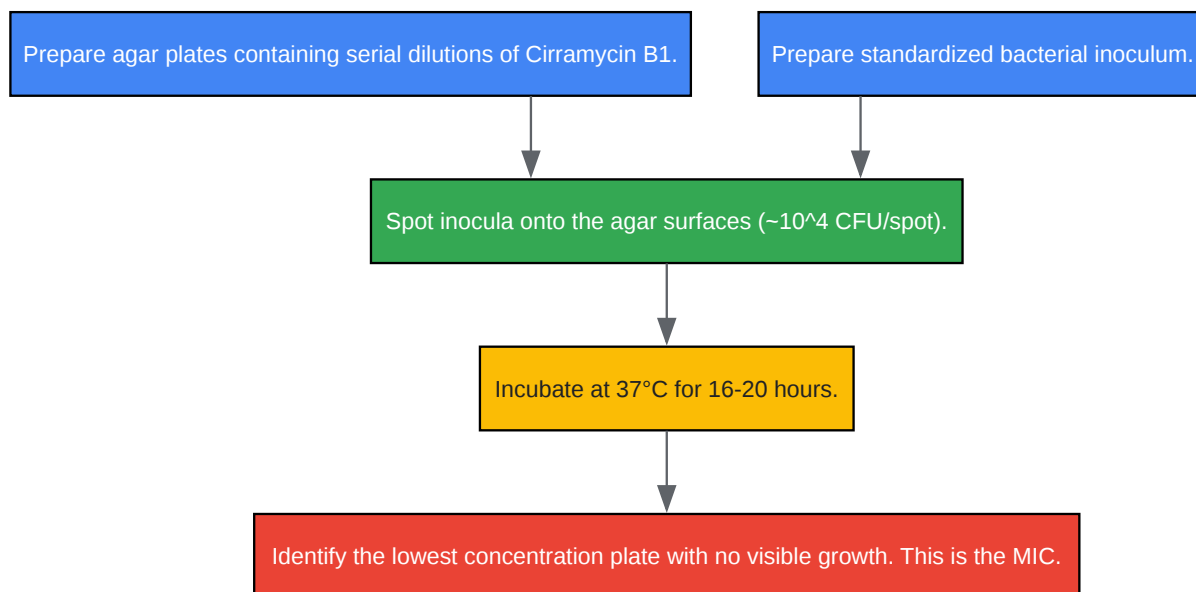 Prepare agar plates containing serial dilutions of Cirramycin B1.
Prepare standardized bacterial inoculum.
Spot inocula onto the agar surfaces (~10^4 CFU/spot).
Incubate at 37°C for 16-20 hours.
Identify the lowest concentration plate with no visible growth. This is the MIC.